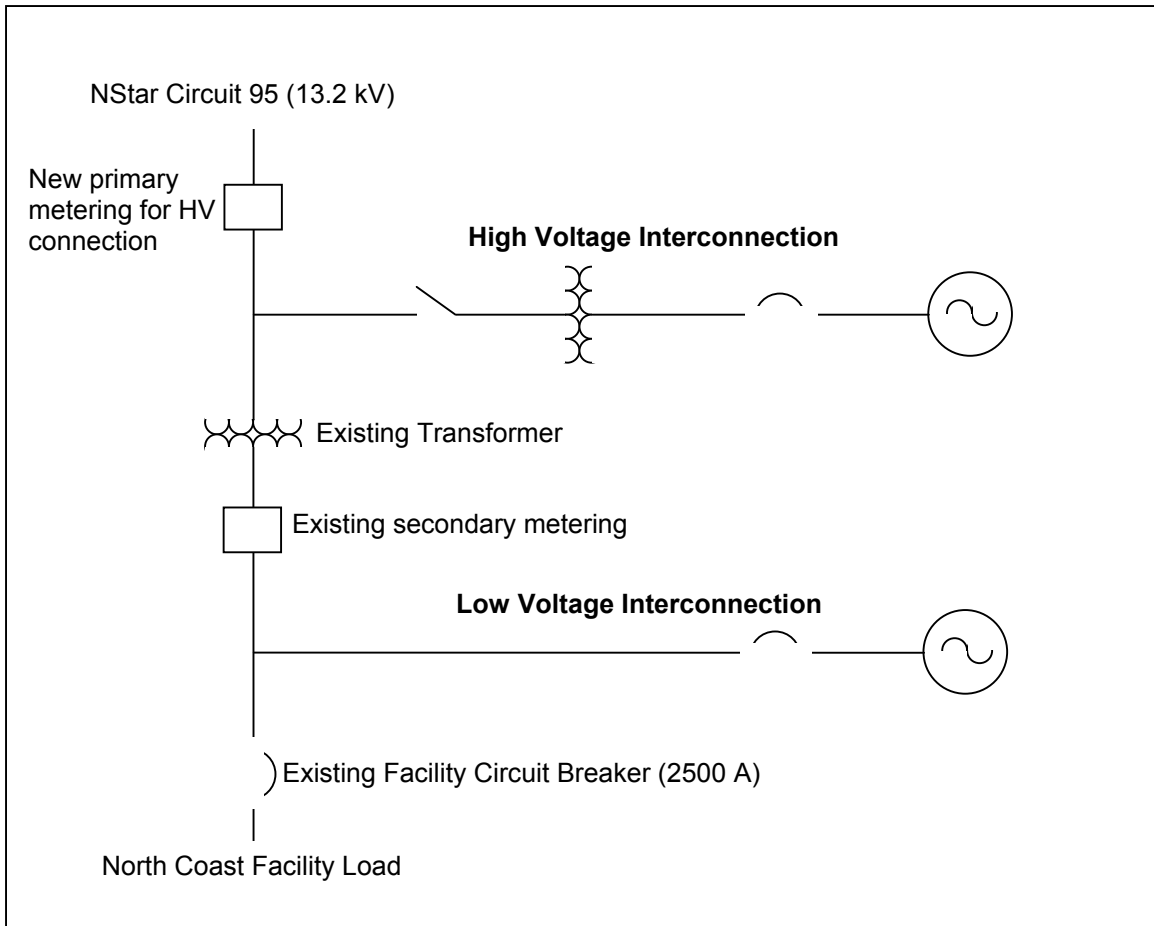 NStar Circuit 95 (13.2 kV)
New primary
metering for HV
connection
High Voltage Interconnection
Existing Transformer
Existing secondary metering
Low Voltage Interconnection
Existing Facility Circuit Breaker (2500 A)
North Coast Facility Load